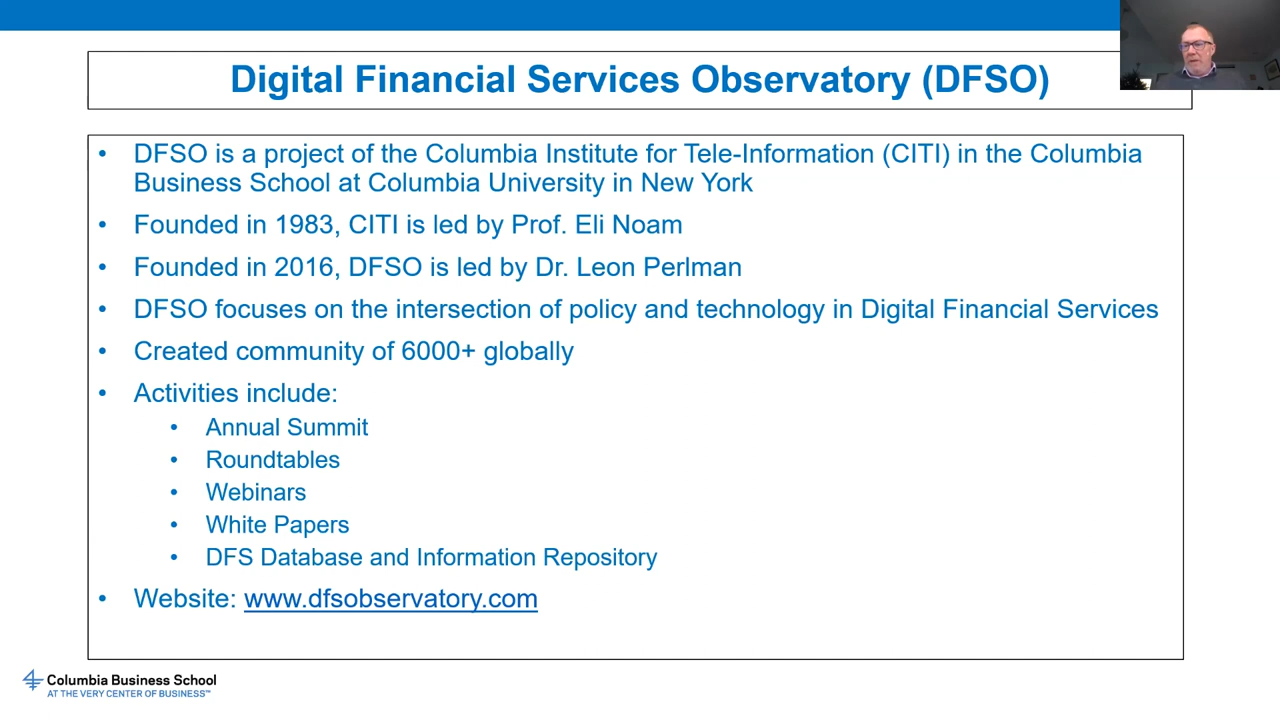 Digital Financial Services Observatory (DFSO)
• DFSO is a project of the Columbia Institute for Tele-Information (CITI) in the Columbia
Business School at Columbia University in New York
• Founded in 1983, CITI is led by Prof. Eli Noam
• Founded in 2016, DFSO is led by Dr. Leon Perlman
• DFSO focuses on the intersection of policy and technology in Digital Financial Services
• Created community of 6000+ globally
• Activities include:
• Annual Summit
• Roundtables
• Webinars
• White Papers
• DFS Database and Information Repository
• Website: www.dfsobservatory.com
Columbia Business School
AT THE VERY CENTER OF BUSINESS™